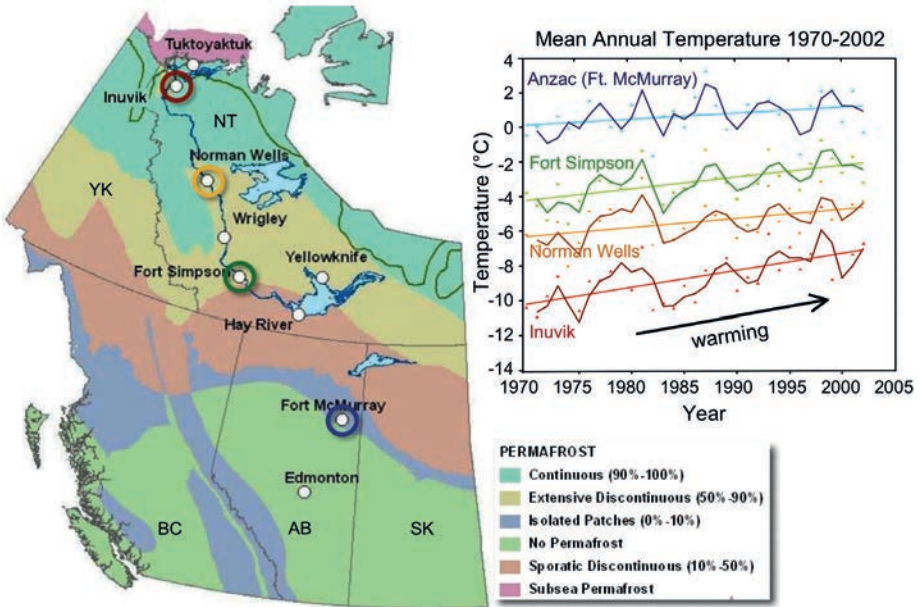 Tuktoyaktuk
Inuvik
NT
Norman Wells
YK
Wrigley
Fort Simpson
Yellowknife
Hay River
Fort McMurray
Edmonton
BC
AB
SK
Mean Annual Temperature 1970-2002
Temperature (°C)
4
2
0
-2
-4
-6
-8
-10
-12
-14
Anzac (Ft. McMurray)
Fort Simpson
Norman Wells
Inuvik
warming
1970 1975 1980 1985 1990 1995 2000 2005
Year
PERMAFROST
Continuous (90%-100%)
Extensive Discontinuous (50%-90%)
Isolated Patches (0%-10%)
No Permafrost
Sporatic Discontinuous (10%-50%)
Subsea Permafrost